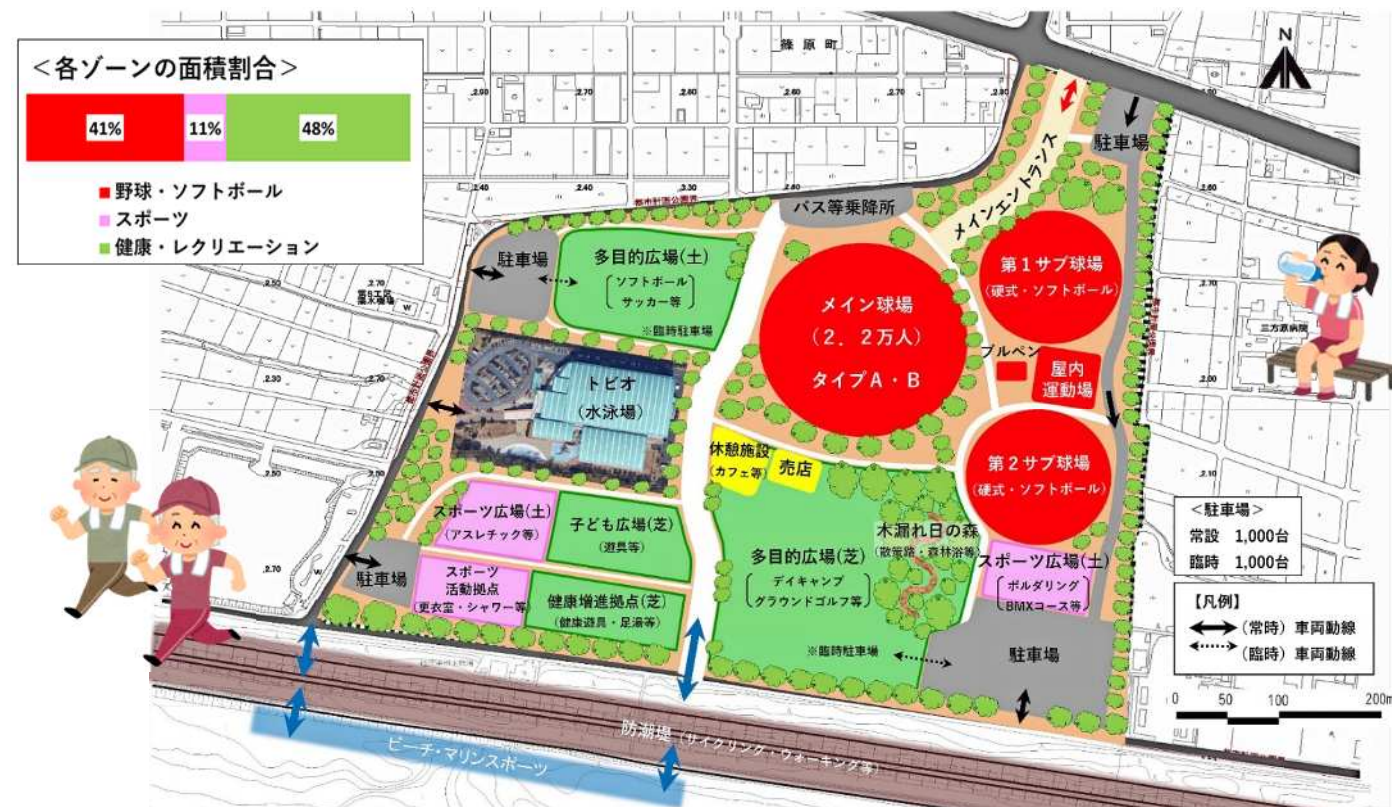 ＜各ゾーンの面積割合＞
41%
11%
48%
■野球・ソフトボール
■スポーツ
■健康・レクリエーション
篠原町
N
駐車場
メインエントランス
バス等乗降所
駐車場
多目的広場(土)
ソフトボール
サッカー等
※臨時駐車場
メイン球場
(２．２万人)
タイプA・B
第１サブ球場
(硬式・ソフトボール)
ブルペン
屋内
運動場
三方原病院
トビオ
(水泳場)
休憩施設
(カフェ等)
売店
第２サブ球場
(硬式・ソフトボール)
スポーツ広場(土)
(アスレチック等)
子ども広場(芝)
(遊具等)
木漏れ日の森
(散策路・森林浴等)
多目的広場(芝)
デイキャンプ
グラウンドゴルフ等
スポーツ広場(土)
ボルダリング
BMXコース等
駐車場
スポーツ
活動拠点
(更衣室・シャワー等)
健康増進拠点(芝)
(健康遊具・足湯等)
※臨時駐車場
駐車場
＜駐車場＞
常設 1,000台
臨時 1,000台
【凡例】
(常時)車両動線
(臨時)車両動線
0 50 100 200m
防潮堤(サイクリング・ウォーキング等)
ビーチ・マリンスポーツ